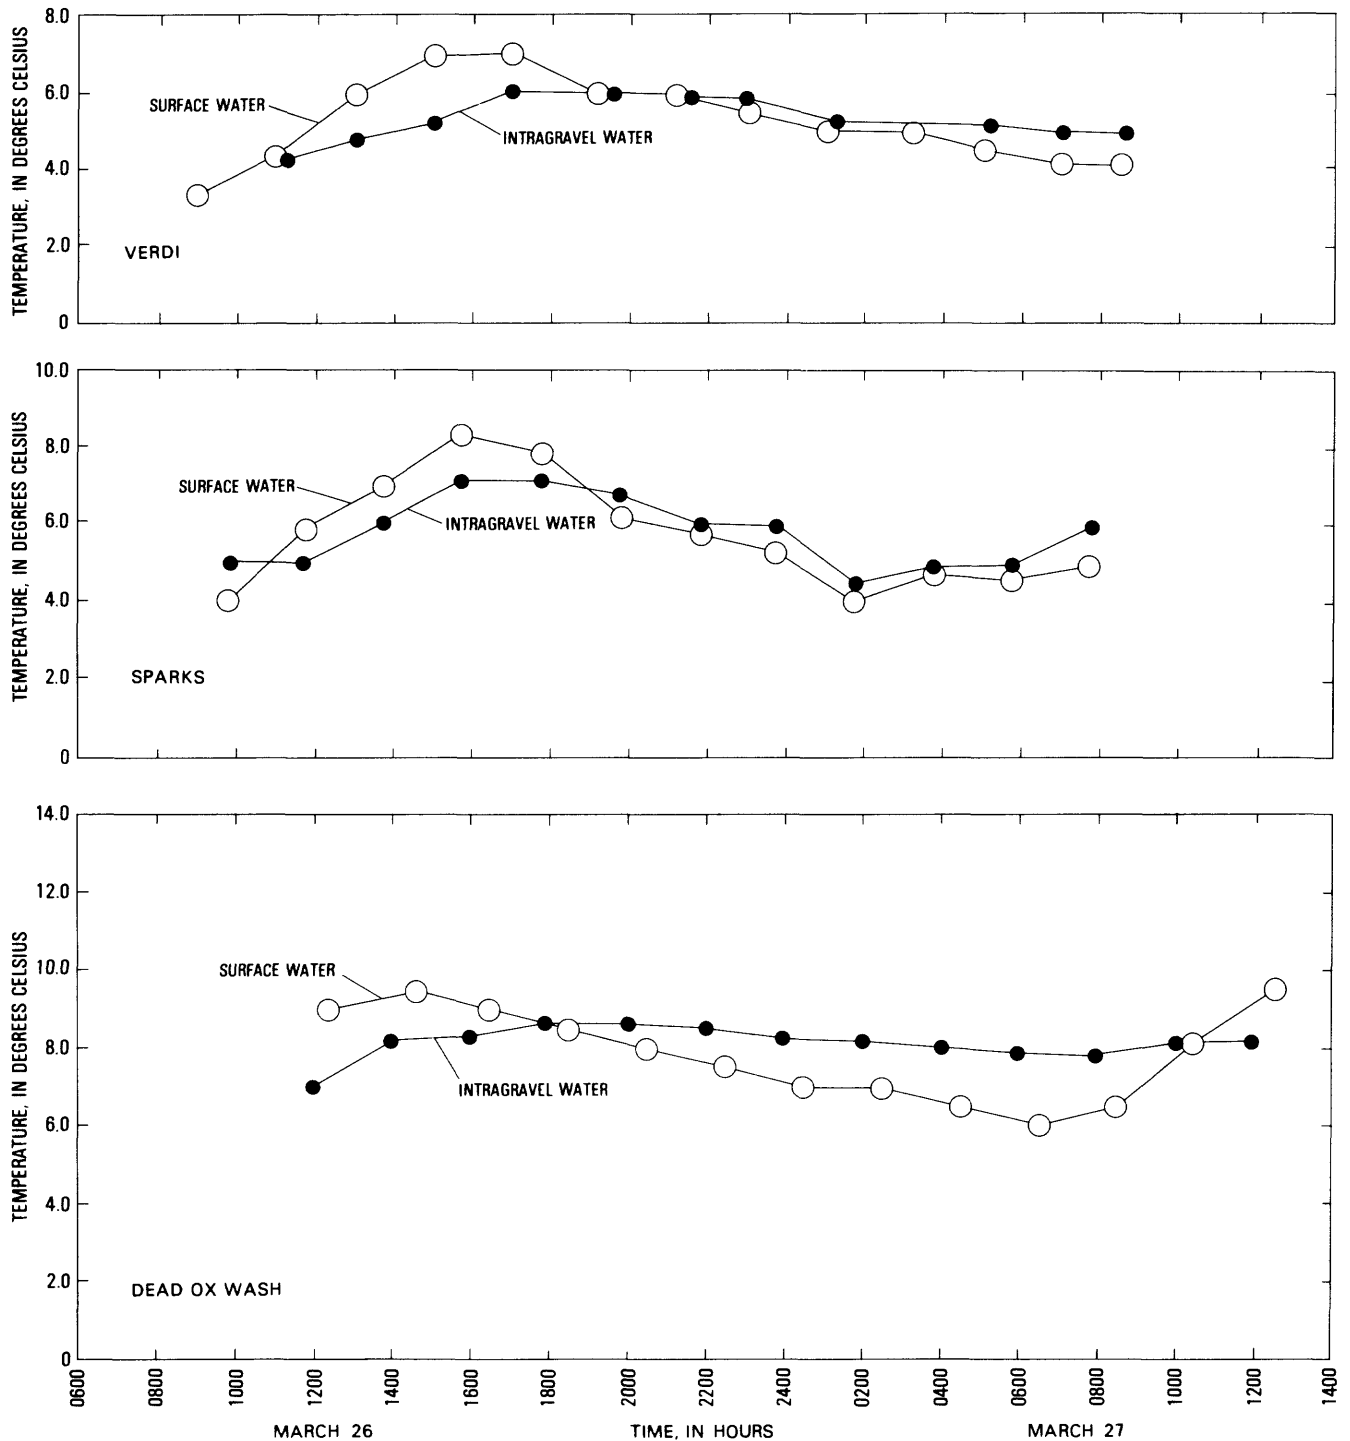 TEMPERATURE, IN DEGREES CELSIUS
8.0
6.0
4.0
2.0
0
SURFACE WATER
INTRAGRAVEL WATER
VERDI
TEMPERATURE, IN DEGREES CELSIUS
10.0
8.0
6.0
4.0
2.0
0
SURFACE WATER
INTRAGRAVEL WATER
SPARKS
TEMPERATURE, IN DEGREES CELSIUS
14.0
12.0
10.0
8.0
6.0
4.0
2.0
0
SURFACE WATER
INTRAGRAVEL WATER
DEAD OX WASH
0600 0800 1000 1200 1400 1600 1800 2000 2200 2400 0200 0400 0600 0800 1000 1200 1400
MARCH 26 TIME, IN HOURS MARCH 27